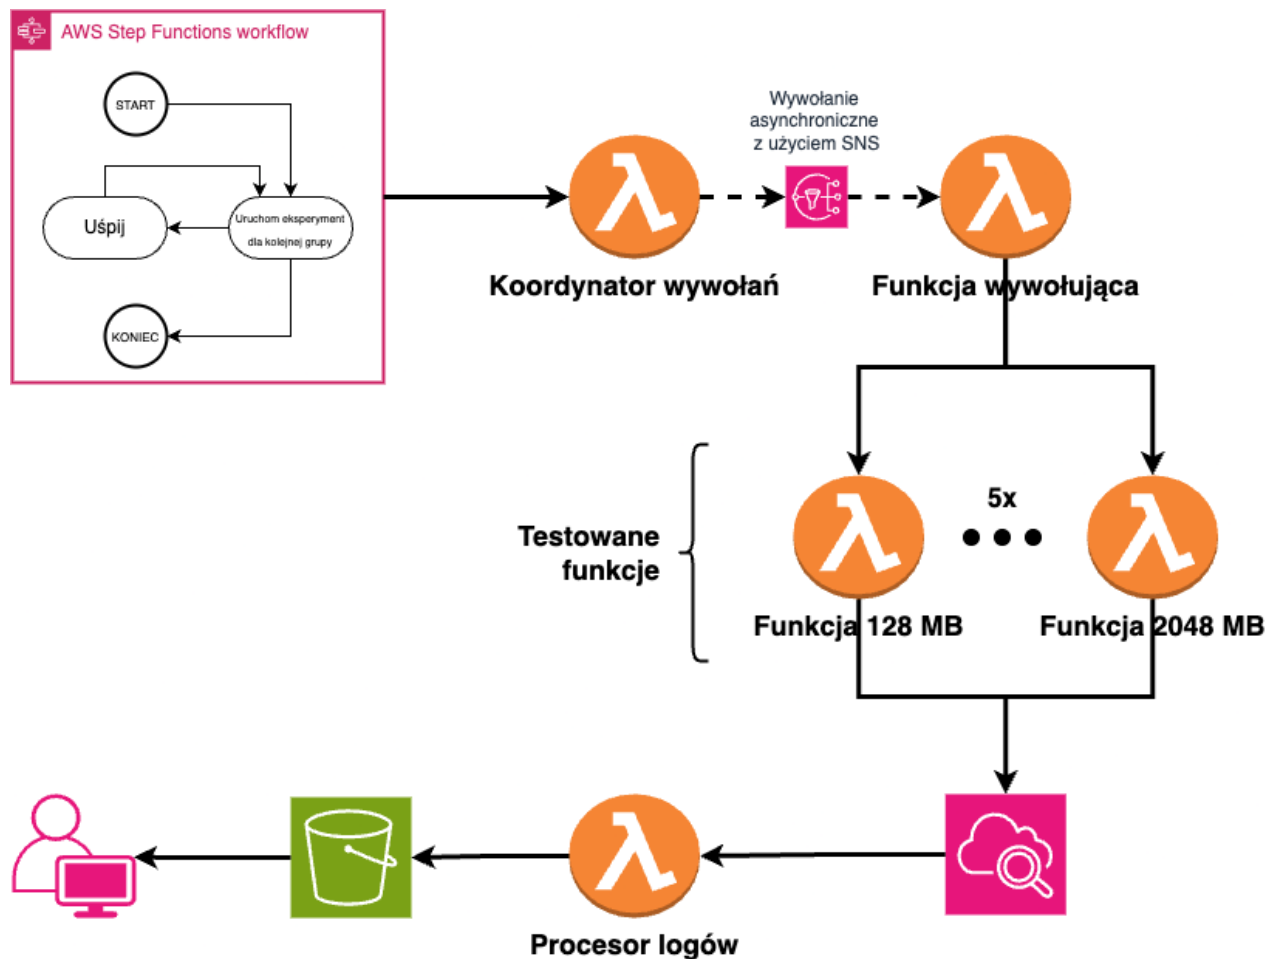 AWS Step Functions workflow
START
Uśpij
Uruchom eksperyment
dla kolejnej grupy
KONIEC
Wywołanie
asynchroniczne
z użyciem SNS
Koordynator wywołań
Funkcja wywołująca
Testowane
funkcje
5x
Funkcja 128 MB
Funkcja 2048 MB
Procesor logów